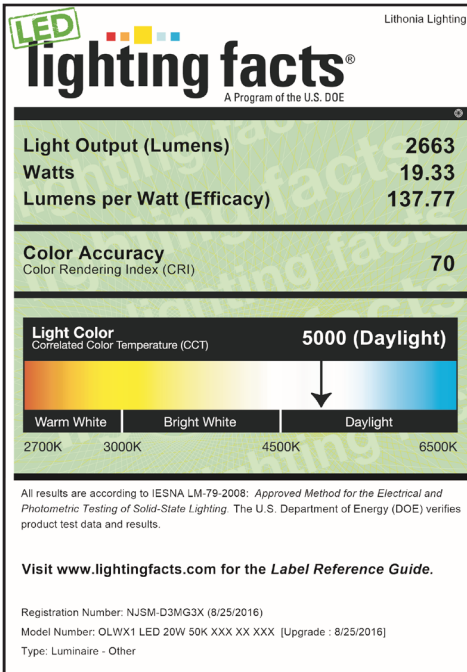 Lithonia Lighting
LED
lighting facts®
A Program of the U.S. DOE
Light Output (Lumens) 2663
Watts 19.33
Lumens per Watt (Efficacy) 137.77
Color Accuracy
Color Rendering Index (CRI) 70
Light Color
Correlated Color Temperature (CCT) 5000 (Daylight)
Warm White Bright White Daylight
2700K 3000K 4500K 6500K
All results are according to IESNA LM-79-2008: Approved Method for the Electrical and
Photometric Testing of Solid-State Lighting. The U.S. Department of Energy (DOE) verifies
product test data and results.
Visit www.lightingfacts.com for the Label Reference Guide.
Registration Number: NJSM-D3MG3X (8/25/2016)
Model Number: OLWX1 LED 20W 50K XXX XX XXX [Upgrade : 8/25/2016]
Type: Luminaire - Other